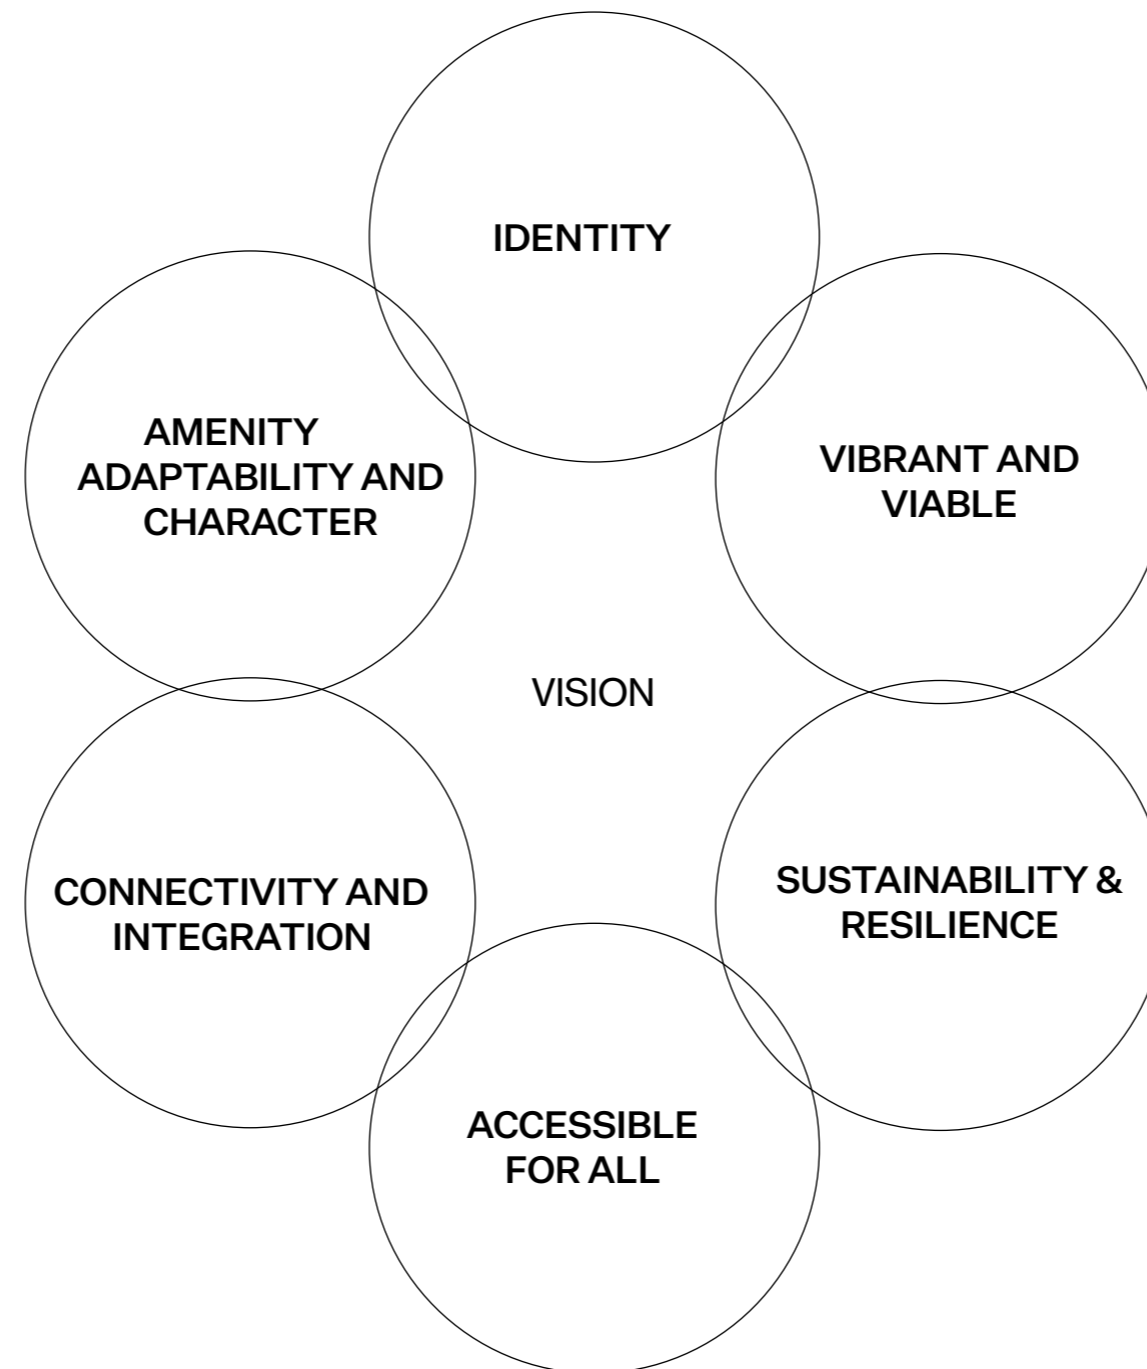 IDENTITY
AMENITY
ADAPTABILITY AND
CHARACTER
VIBRANT AND
VIABLE
VISION
CONNECTIVITY AND
INTEGRATION
SUSTAINABILITY &
RESILIENCE
ACCESSIBLE
FOR ALL